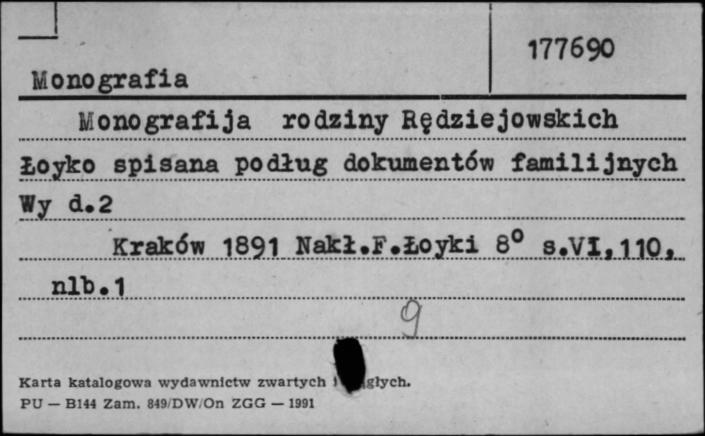 177690
Monografia
Monografija rodziny Rędziejowskich
Łoyko spisana podług dokumentów familijnych
Wy d.2
Kraków 1891 Nakł.F.Łoyki 8° s.VI,110,
nlb.1
9
Karta katalogowa wydawnictw zwartych
PU — B144 Zam. 849/DW/On ZGG — 1991